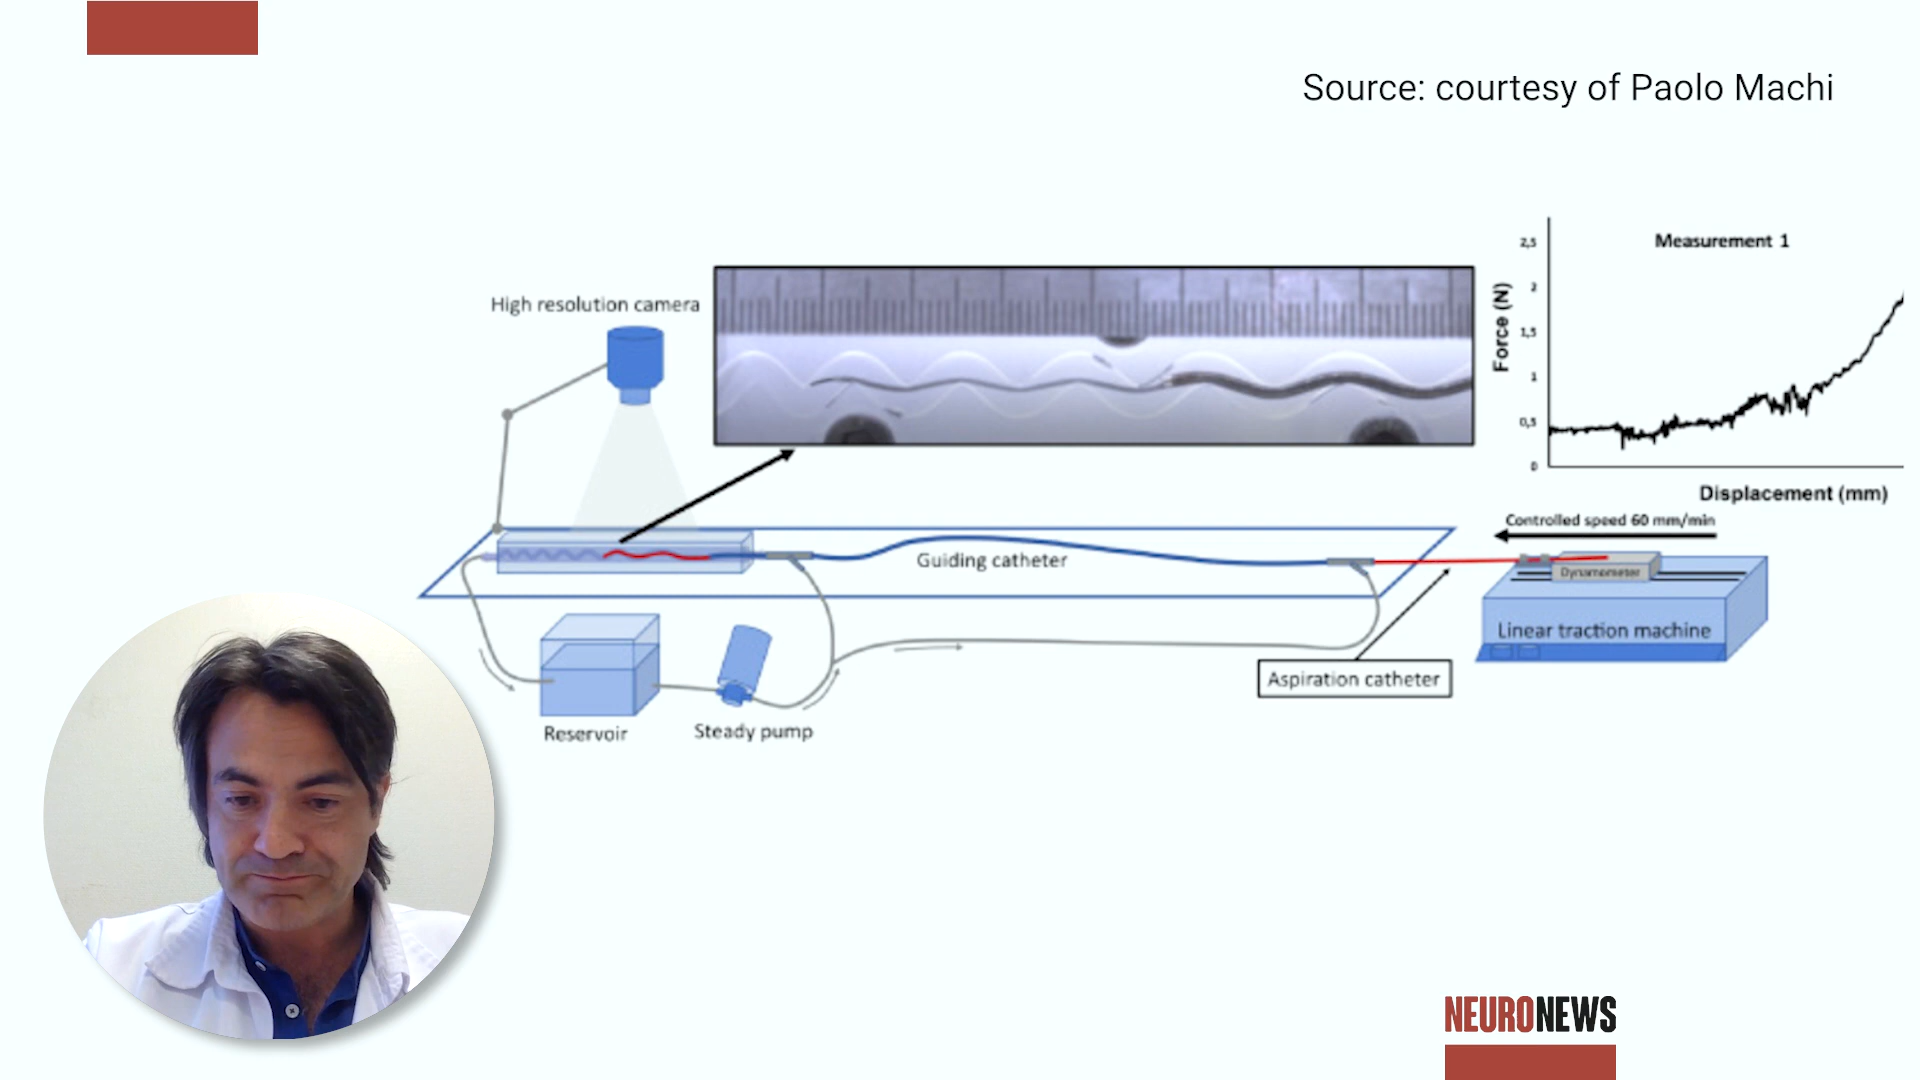 Source: courtesy of Paolo Machi
High resolution camera
Measurement 1
Force (N)
2,5
2
1,5
1
0,5
0
Displacement (mm)
Controlled speed 60 mm/min
Guiding catheter
Dynamometer
Linear traction machine
Aspiration catheter
Reservoir
Steady pump
NEURONEWS